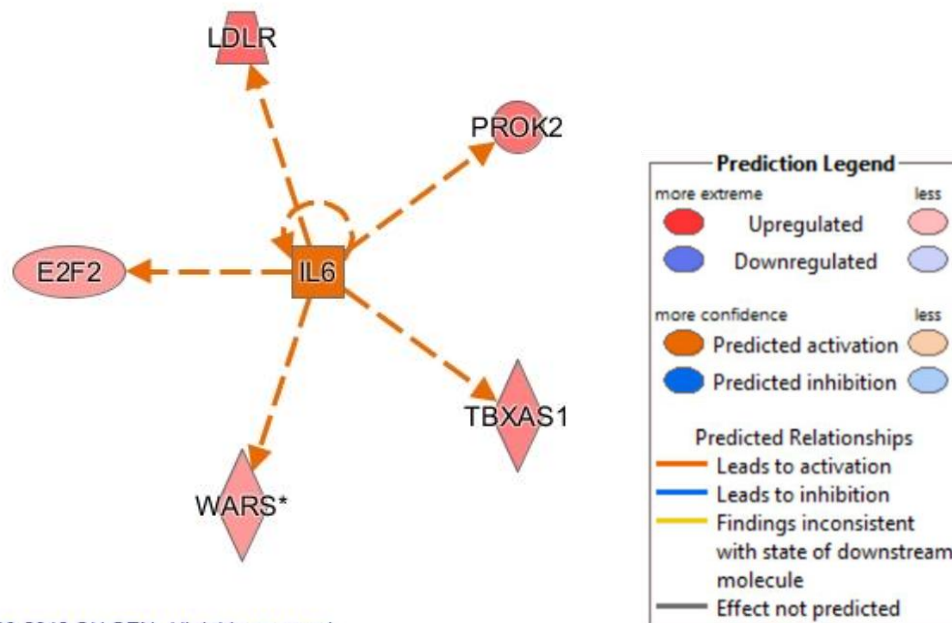 LDLR
PROK2
E2F2
IL6
TBXAS1
WARS*
Prediction Legend
more extreme less
Upregulated
Downregulated
more confidence less
Predicted activation
Predicted inhibition
Predicted Relationships
Leads to activation
Leads to inhibition
Findings inconsistent
with state of downstream
molecule
Effect not predicted